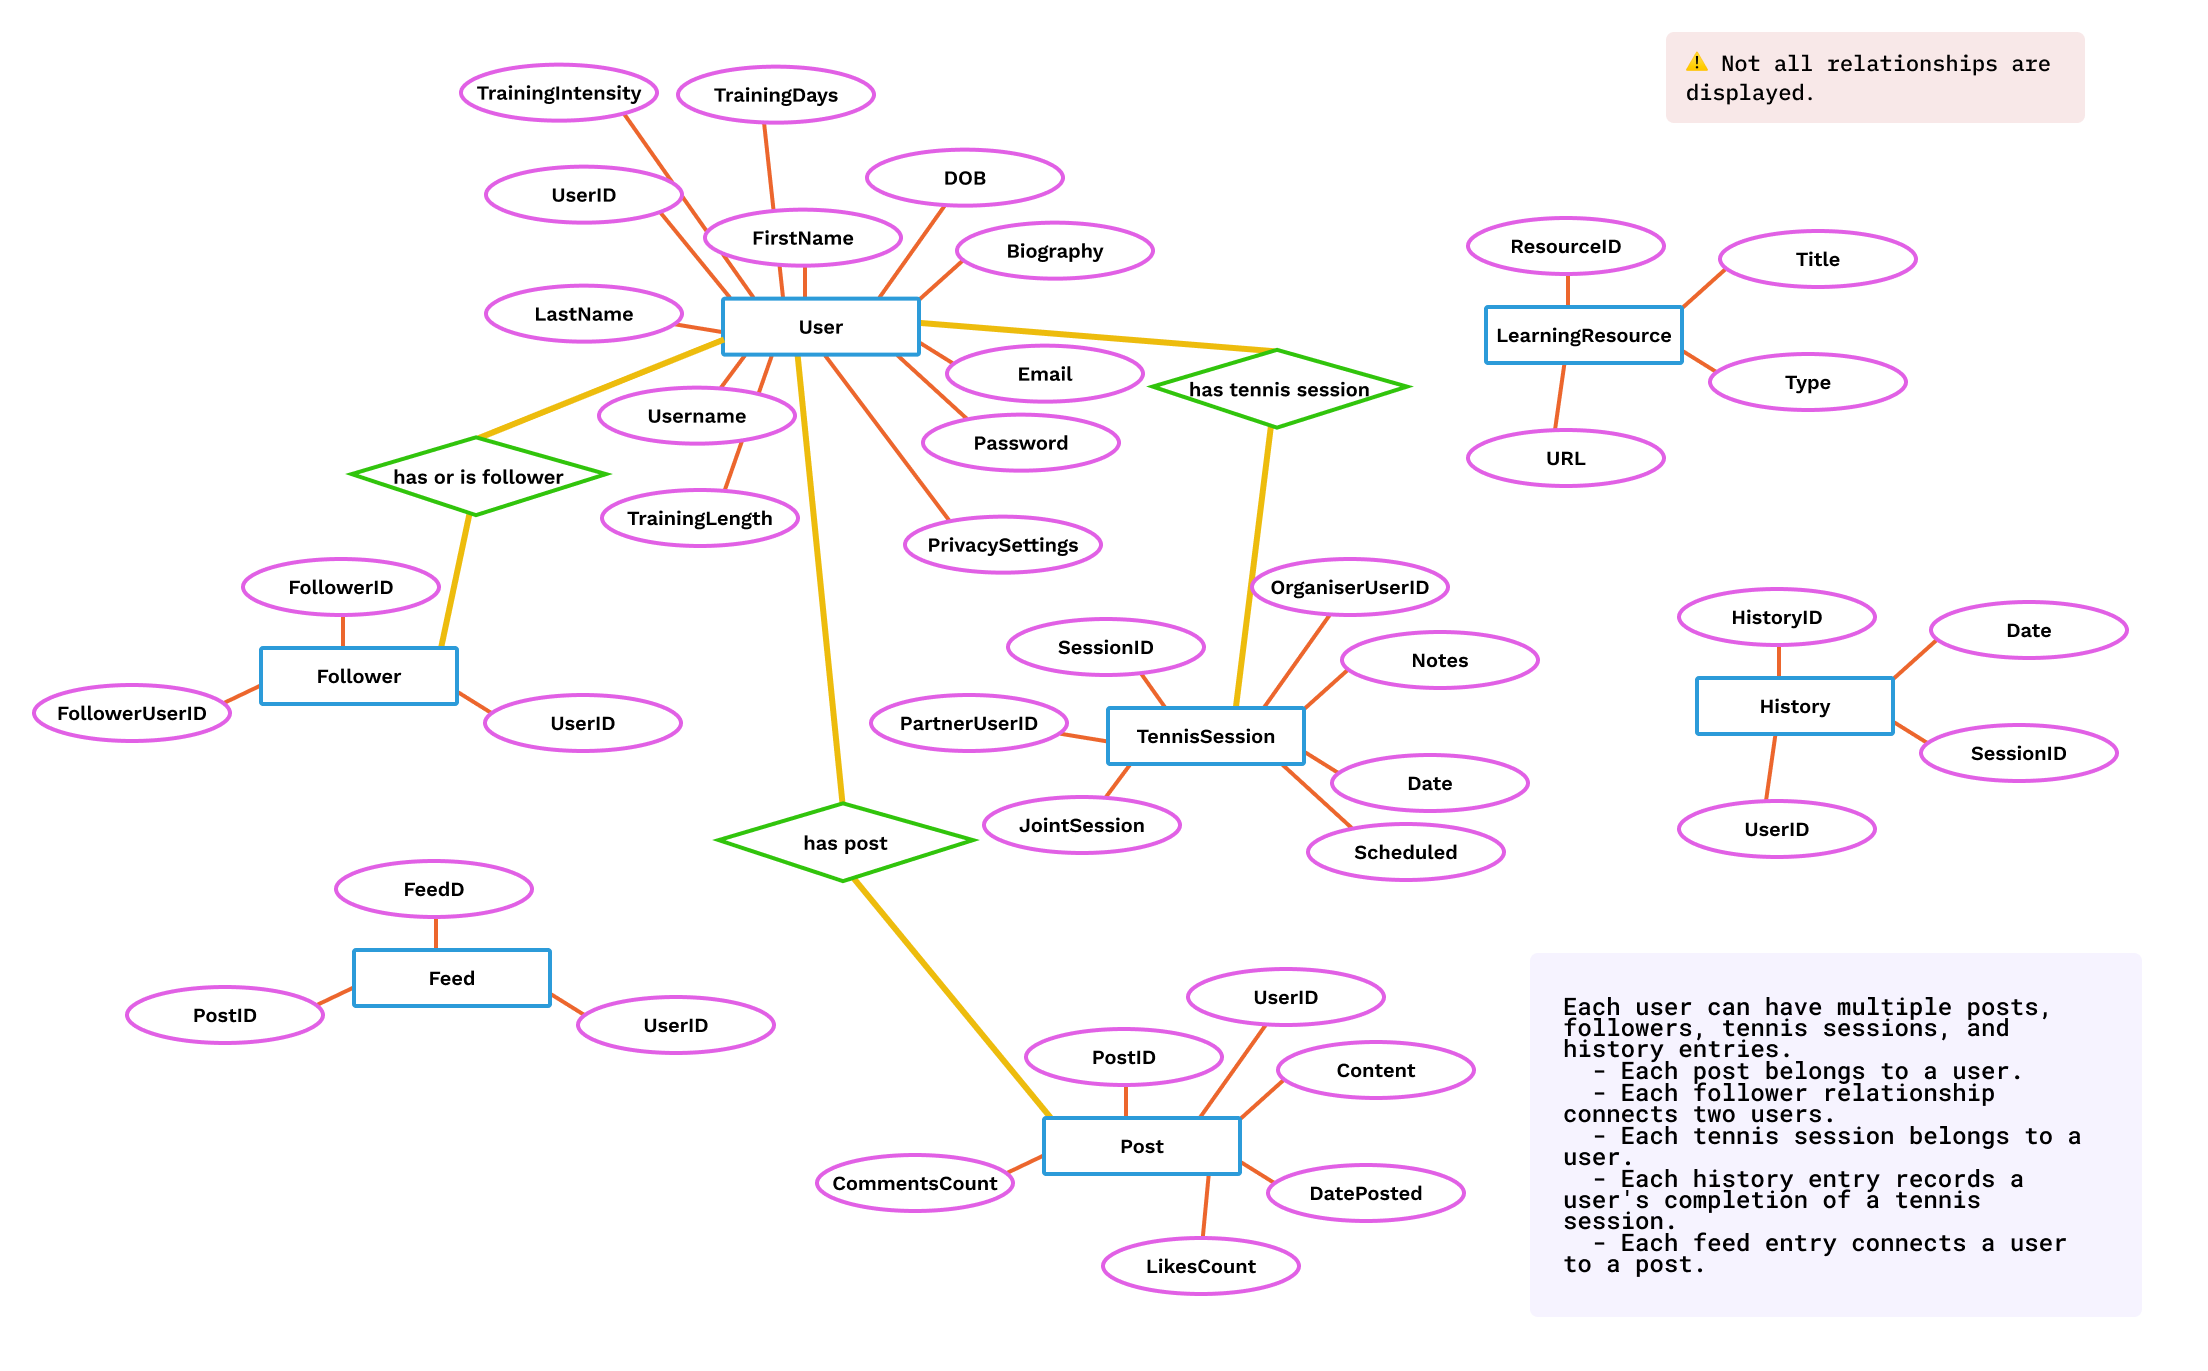 ⚠ Not all relationships are
displayed.
TrainingIntensity
TrainingDays
UserID
DOB
FirstName
Biography
LastName
User
Email
Username
Password
has tennis session
has or is follower
TrainingLength
PrivacySettings
ResourceID
Title
LearningResource
Type
URL
FollowerID
Follower
FollowerUserID
UserID
OrganiserUserID
SessionID
Notes
PartnerUserID
TennisSession
Date
JointSession
Scheduled
HistoryID
Date
History
SessionID
UserID
has post
FeedD
Feed
PostID
UserID
UserID
PostID
Content
Post
CommentsCount
DatePosted
LikesCount
Each user can have multiple posts,
followers, tennis sessions, and
history entries.
- Each post belongs to a user.
- Each follower relationship
connects two users.
- Each tennis session belongs to a
user.
- Each history entry records a
user's completion of a tennis
session.
- Each feed entry connects a user
to a post.